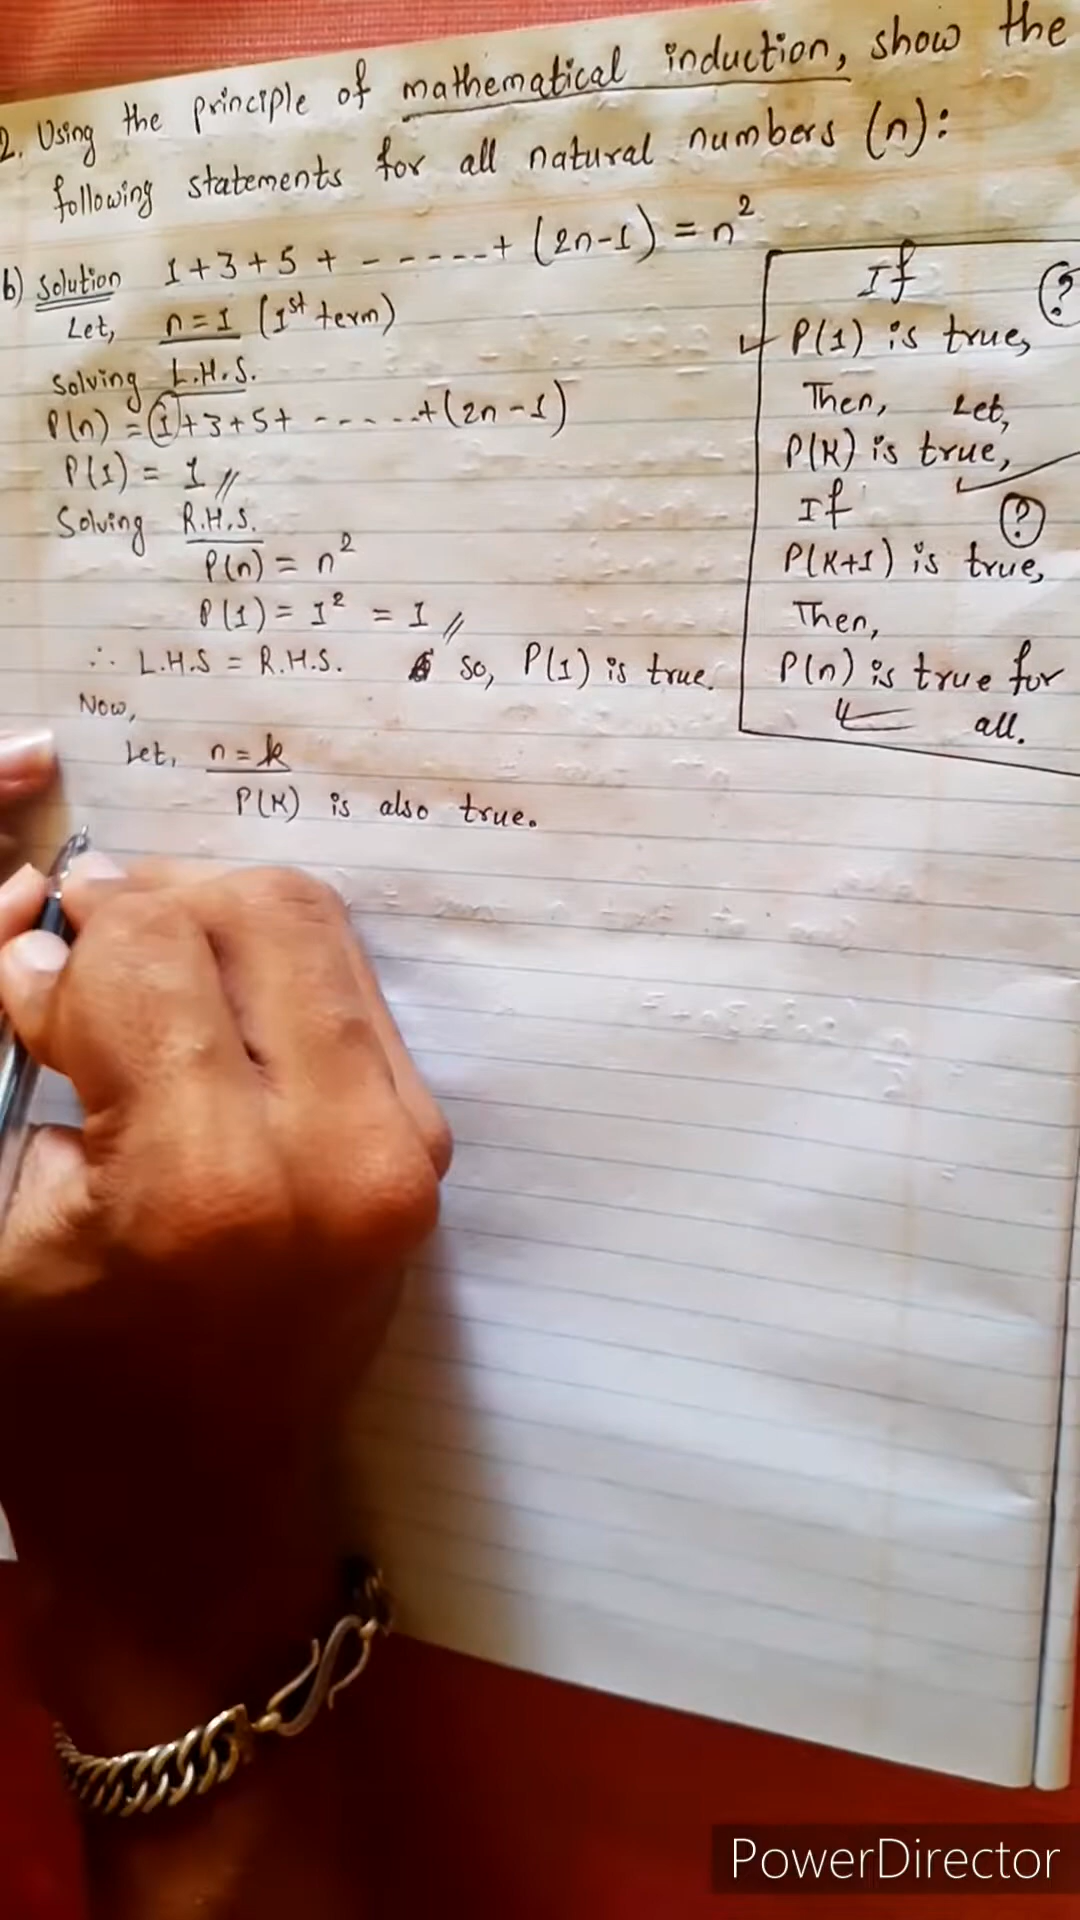 2. Using the principle of mathematical induction, show the
following statements for all natural numbers (n):
b) Solution 1+3+5+-----+(2n-1) = n²
Let, n=1 (1st term)
Solving L.H.S.
P(n) = 1+3+5+-----+(2n-1)
P(1) = 1 //
Solving R.H.S.
P(n) = n²
P(1) = 1² = 1 //
∴ L.H.S = R.H.S. so, P(1) is true.
Now,
Let, n=k
P(K) is also true.
If ?
P(1) is true,
Then, Let,
P(K) is true,
If ?
P(K+1) is true,
Then,
P(n) is true for
all.
PowerDirector